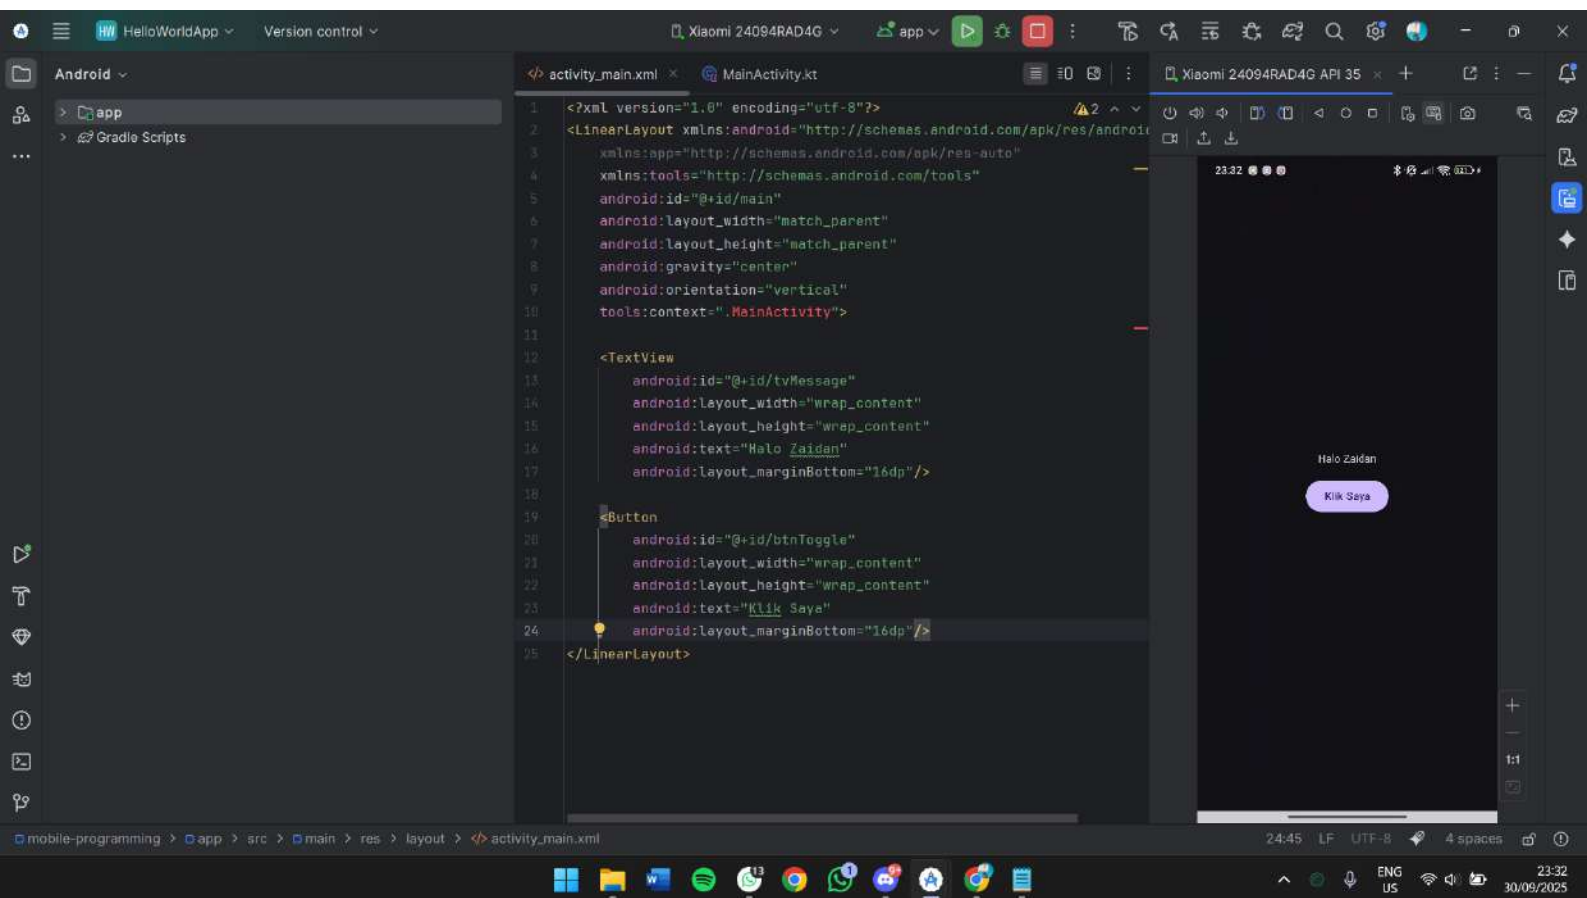 HW HelloWorldApp Version control Xiaomi 24094RAD4G app
Android
app
Gradle Scripts
activity_main.xml MainActivity.kt
1 <?xml version="1.0" encoding="utf-8"?> 2
2 <LinearLayout xmlns:android="http://schemas.android.com/apk/res/androi
3 xmlns:app="http://schemas.android.com/apk/res-auto"
4 xmlns:tools="http://schemas.android.com/tools"
5 android:id="@+id/main"
6 android:layout_width="match_parent"
7 android:layout_height="match_parent"
8 android:gravity="center"
9 android:orientation="vertical"
10 tools:context=".MainActivity">
11
12 <TextView
13 android:id="@+id/tvMessage"
14 android:layout_width="wrap_content"
15 android:layout_height="wrap_content"
16 android:text="Halo Zaidan"
17 android:layout_marginBottom="16dp"/>
18
19 <Button
20 android:id="@+id/btnToggle"
21 android:layout_width="wrap_content"
22 android:layout_height="wrap_content"
23 android:text="Klik Saya"
24 android:layout_marginBottom="16dp"/>
25 </LinearLayout>
Xiaomi 24094RAD4G API 35
23:32
Halo Zaidan
Klik Saya
1:1
mobile-programming > app > src > main > res > layout > activity_main.xml
24:45 LF UTF-8 4 spaces
13
1
ENG
US
23:32
30/09/2025